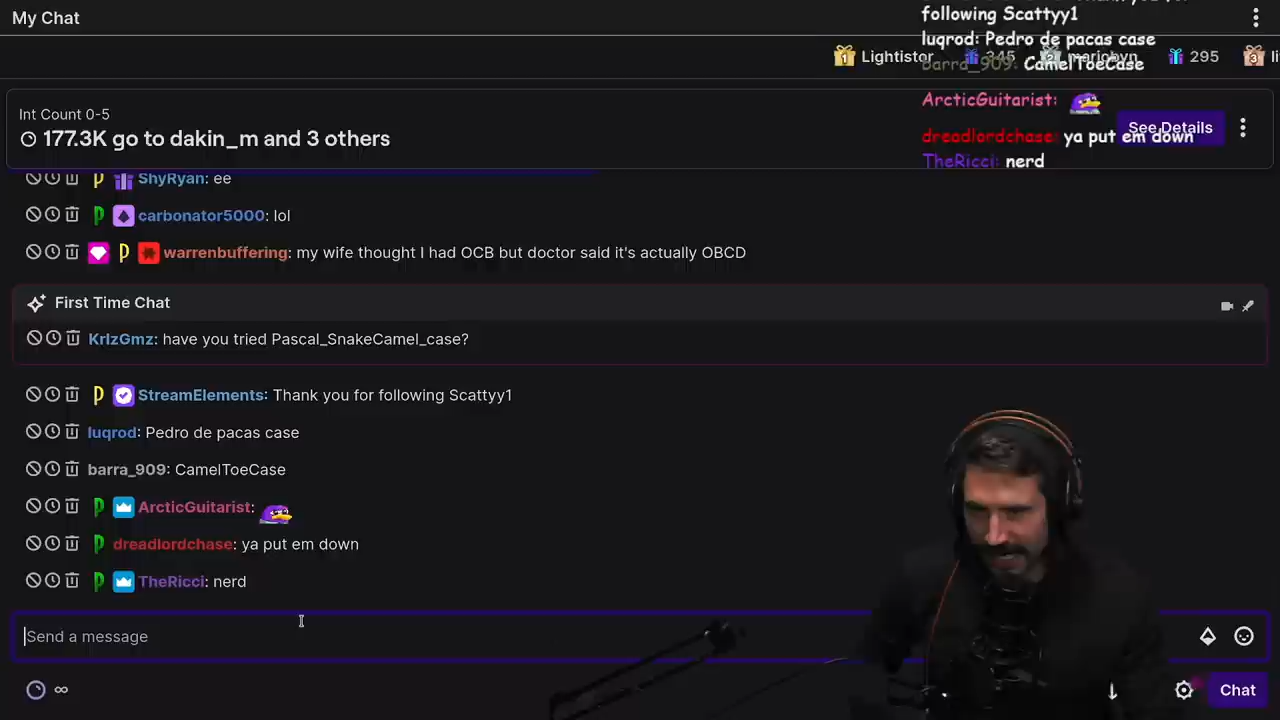 My Chat
following Scattyy1
luqrod: Pedro de pacas case
Lightistor 345 mariobyn 295
barra_909: CamelToeCase
ArcticGuitarist:
Int Count 0-5
177.3K go to dakin_m and 3 others
See Details
dreadlordchase: ya put em down
TheRicci: nerd
ShyRyan: ee
carbonator5000: lol
warrenbuffering: my wife thought I had OCB but doctor said it's actually OBCD
First Time Chat
KrIzGmz: have you tried Pascal_SnakeCamel_case?
StreamElements: Thank you for following Scattyy1
luqrod: Pedro de pacas case
barra_909: CamelToeCase
ArcticGuitarist:
dreadlordchase: ya put em down
TheRicci: nerd
Send a message
∞
Chat